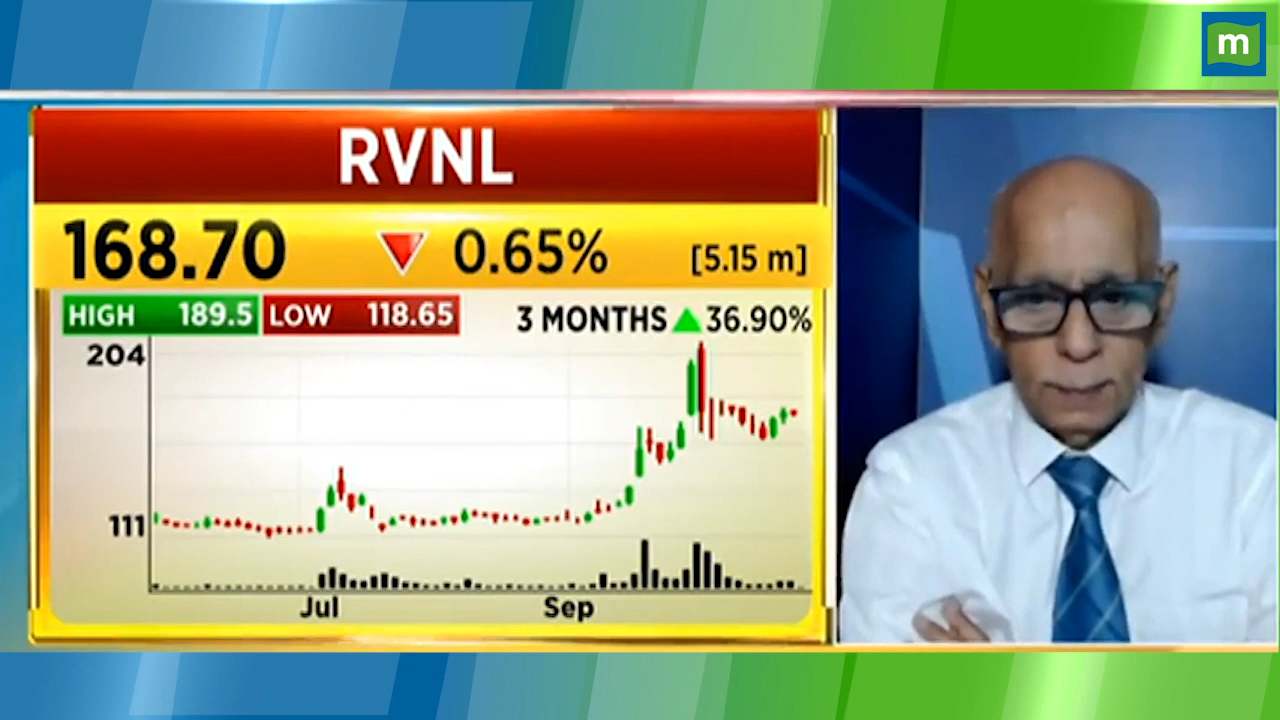 m
RVNL
168.70 ▼ 0.65% [5.15 m]
HIGH 189.5 LOW 118.65 3 MONTHS ▲ 36.90%
204
111
Jul Sep